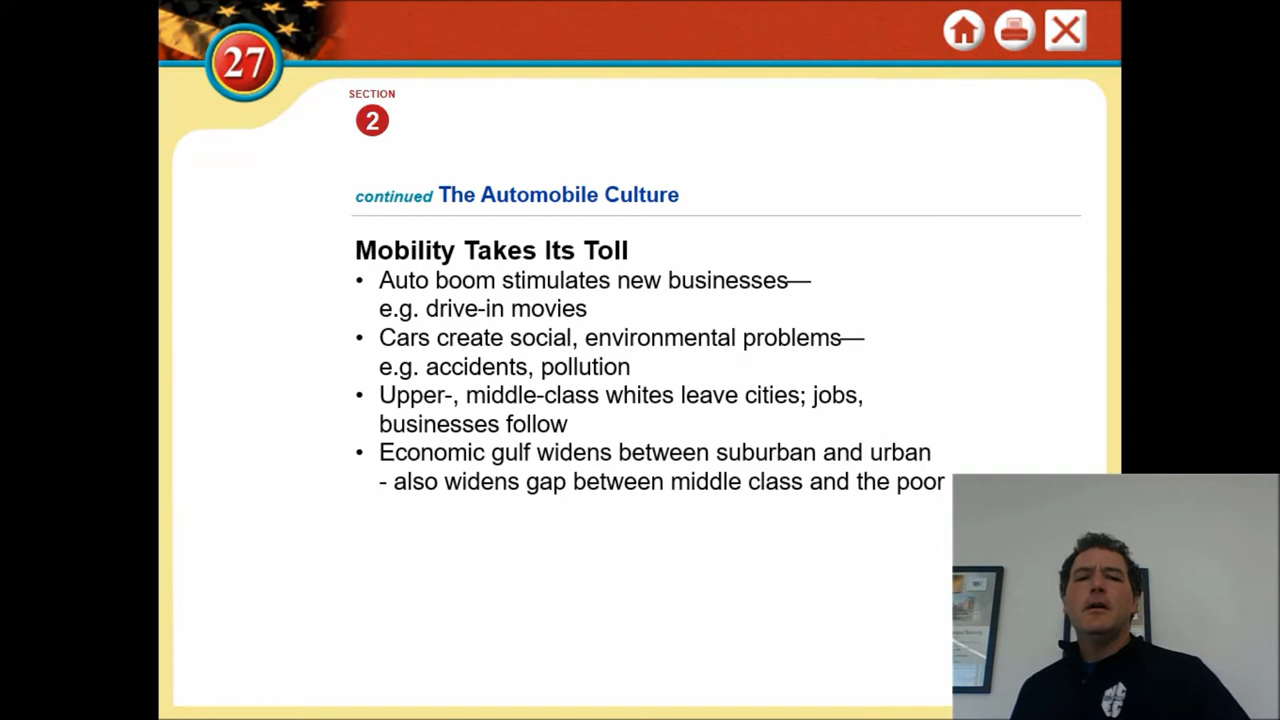 27
SECTION
2
continued The Automobile Culture
Mobility Takes Its Toll
• Auto boom stimulates new businesses—
e.g. drive-in movies
• Cars create social, environmental problems—
e.g. accidents, pollution
• Upper-, middle-class whites leave cities; jobs,
businesses follow
• Economic gulf widens between suburban and urban
- also widens gap between middle class and the poor